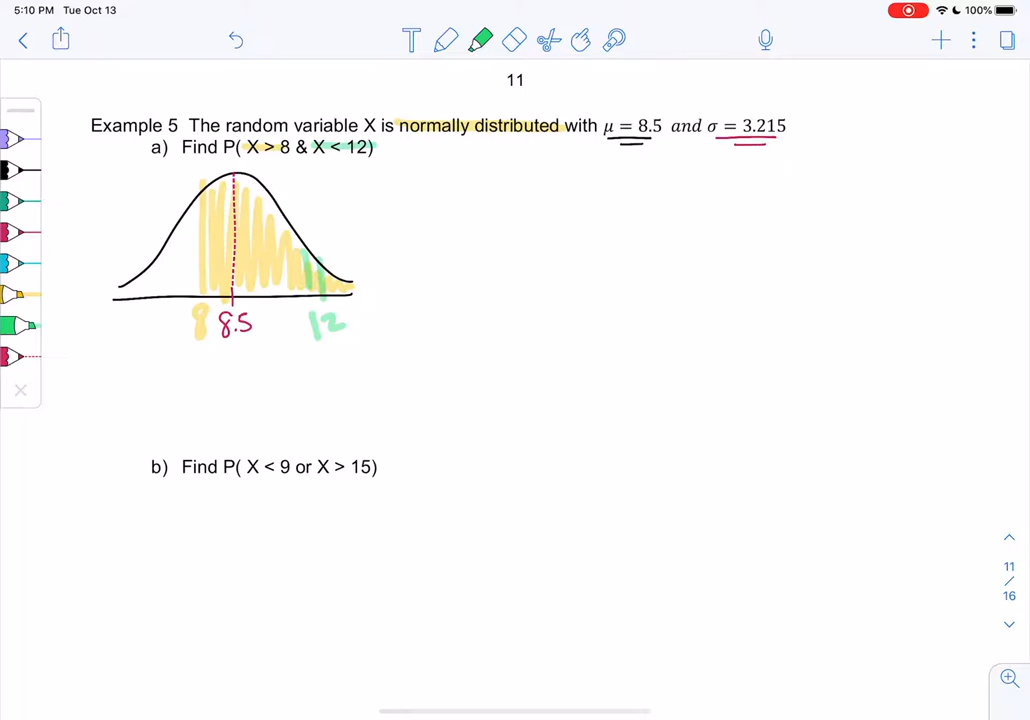 5:10 PM Tue Oct 13 100%
T
11
Example 5 The random variable X is normally distributed with μ = 8.5 and σ = 3.215
a) Find P( X > 8 & X < 12)
8 8.5 12
b) Find P( X < 9 or X > 15)
11
/
16